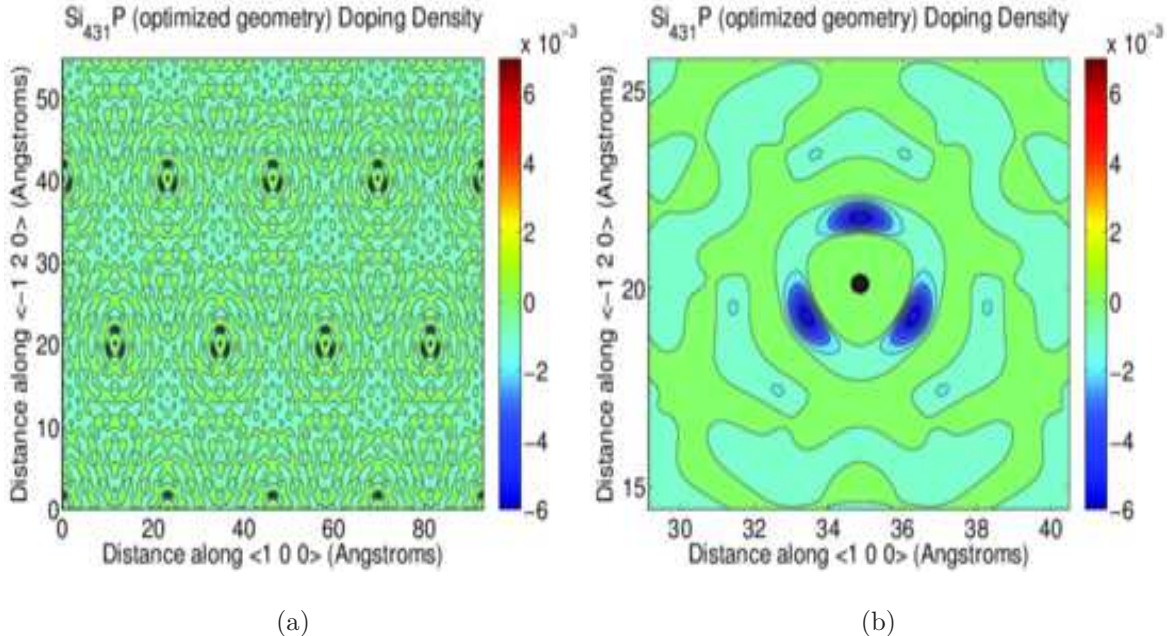 Si431P (optimized geometry) Doping Density
x 10-3
Distance along <-1 2 0> (Angstroms)
50
40
30
20
10
0
0 20 40 60 80
Distance along <1 0 0> (Angstroms)
6
4
2
0
−2
−4
−6
(a)
Si431P (optimized geometry) Doping Density
x 10-3
Distance along <-1 2 0> (Angstroms)
25
20
15
30 32 34 36 38 40
Distance along <1 0 0> (Angstroms)
6
4
2
0
−2
−4
−6
(b)